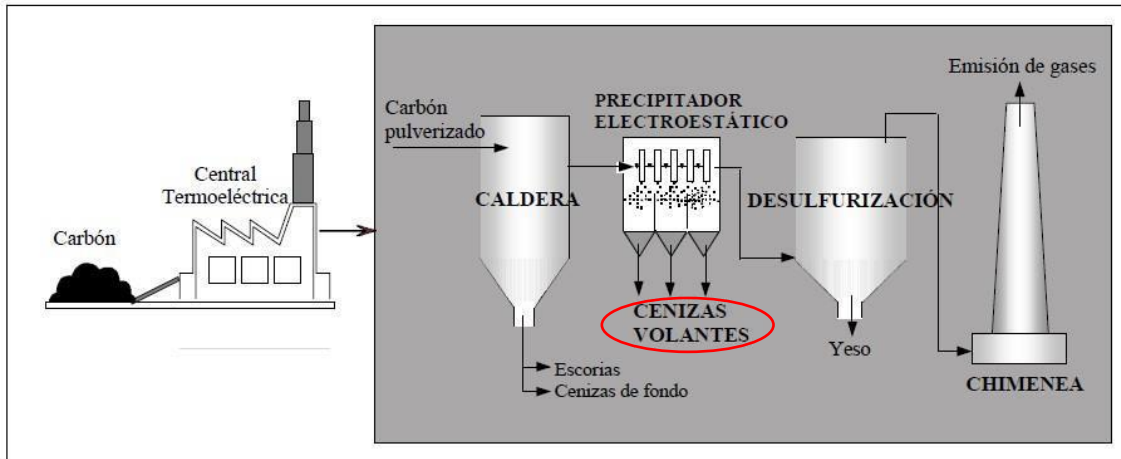 Carbón
Central
Termoeléctrica
Carbón
pulverizado
CALDERA
Escorias
Cenizas de fondo
PRECIPITADOR
ELECTROESTÁTICO
CENIZAS
VOLANTES
DESULFURIZACIÓN
Yeso
Emisión de gases
CHIMENEA